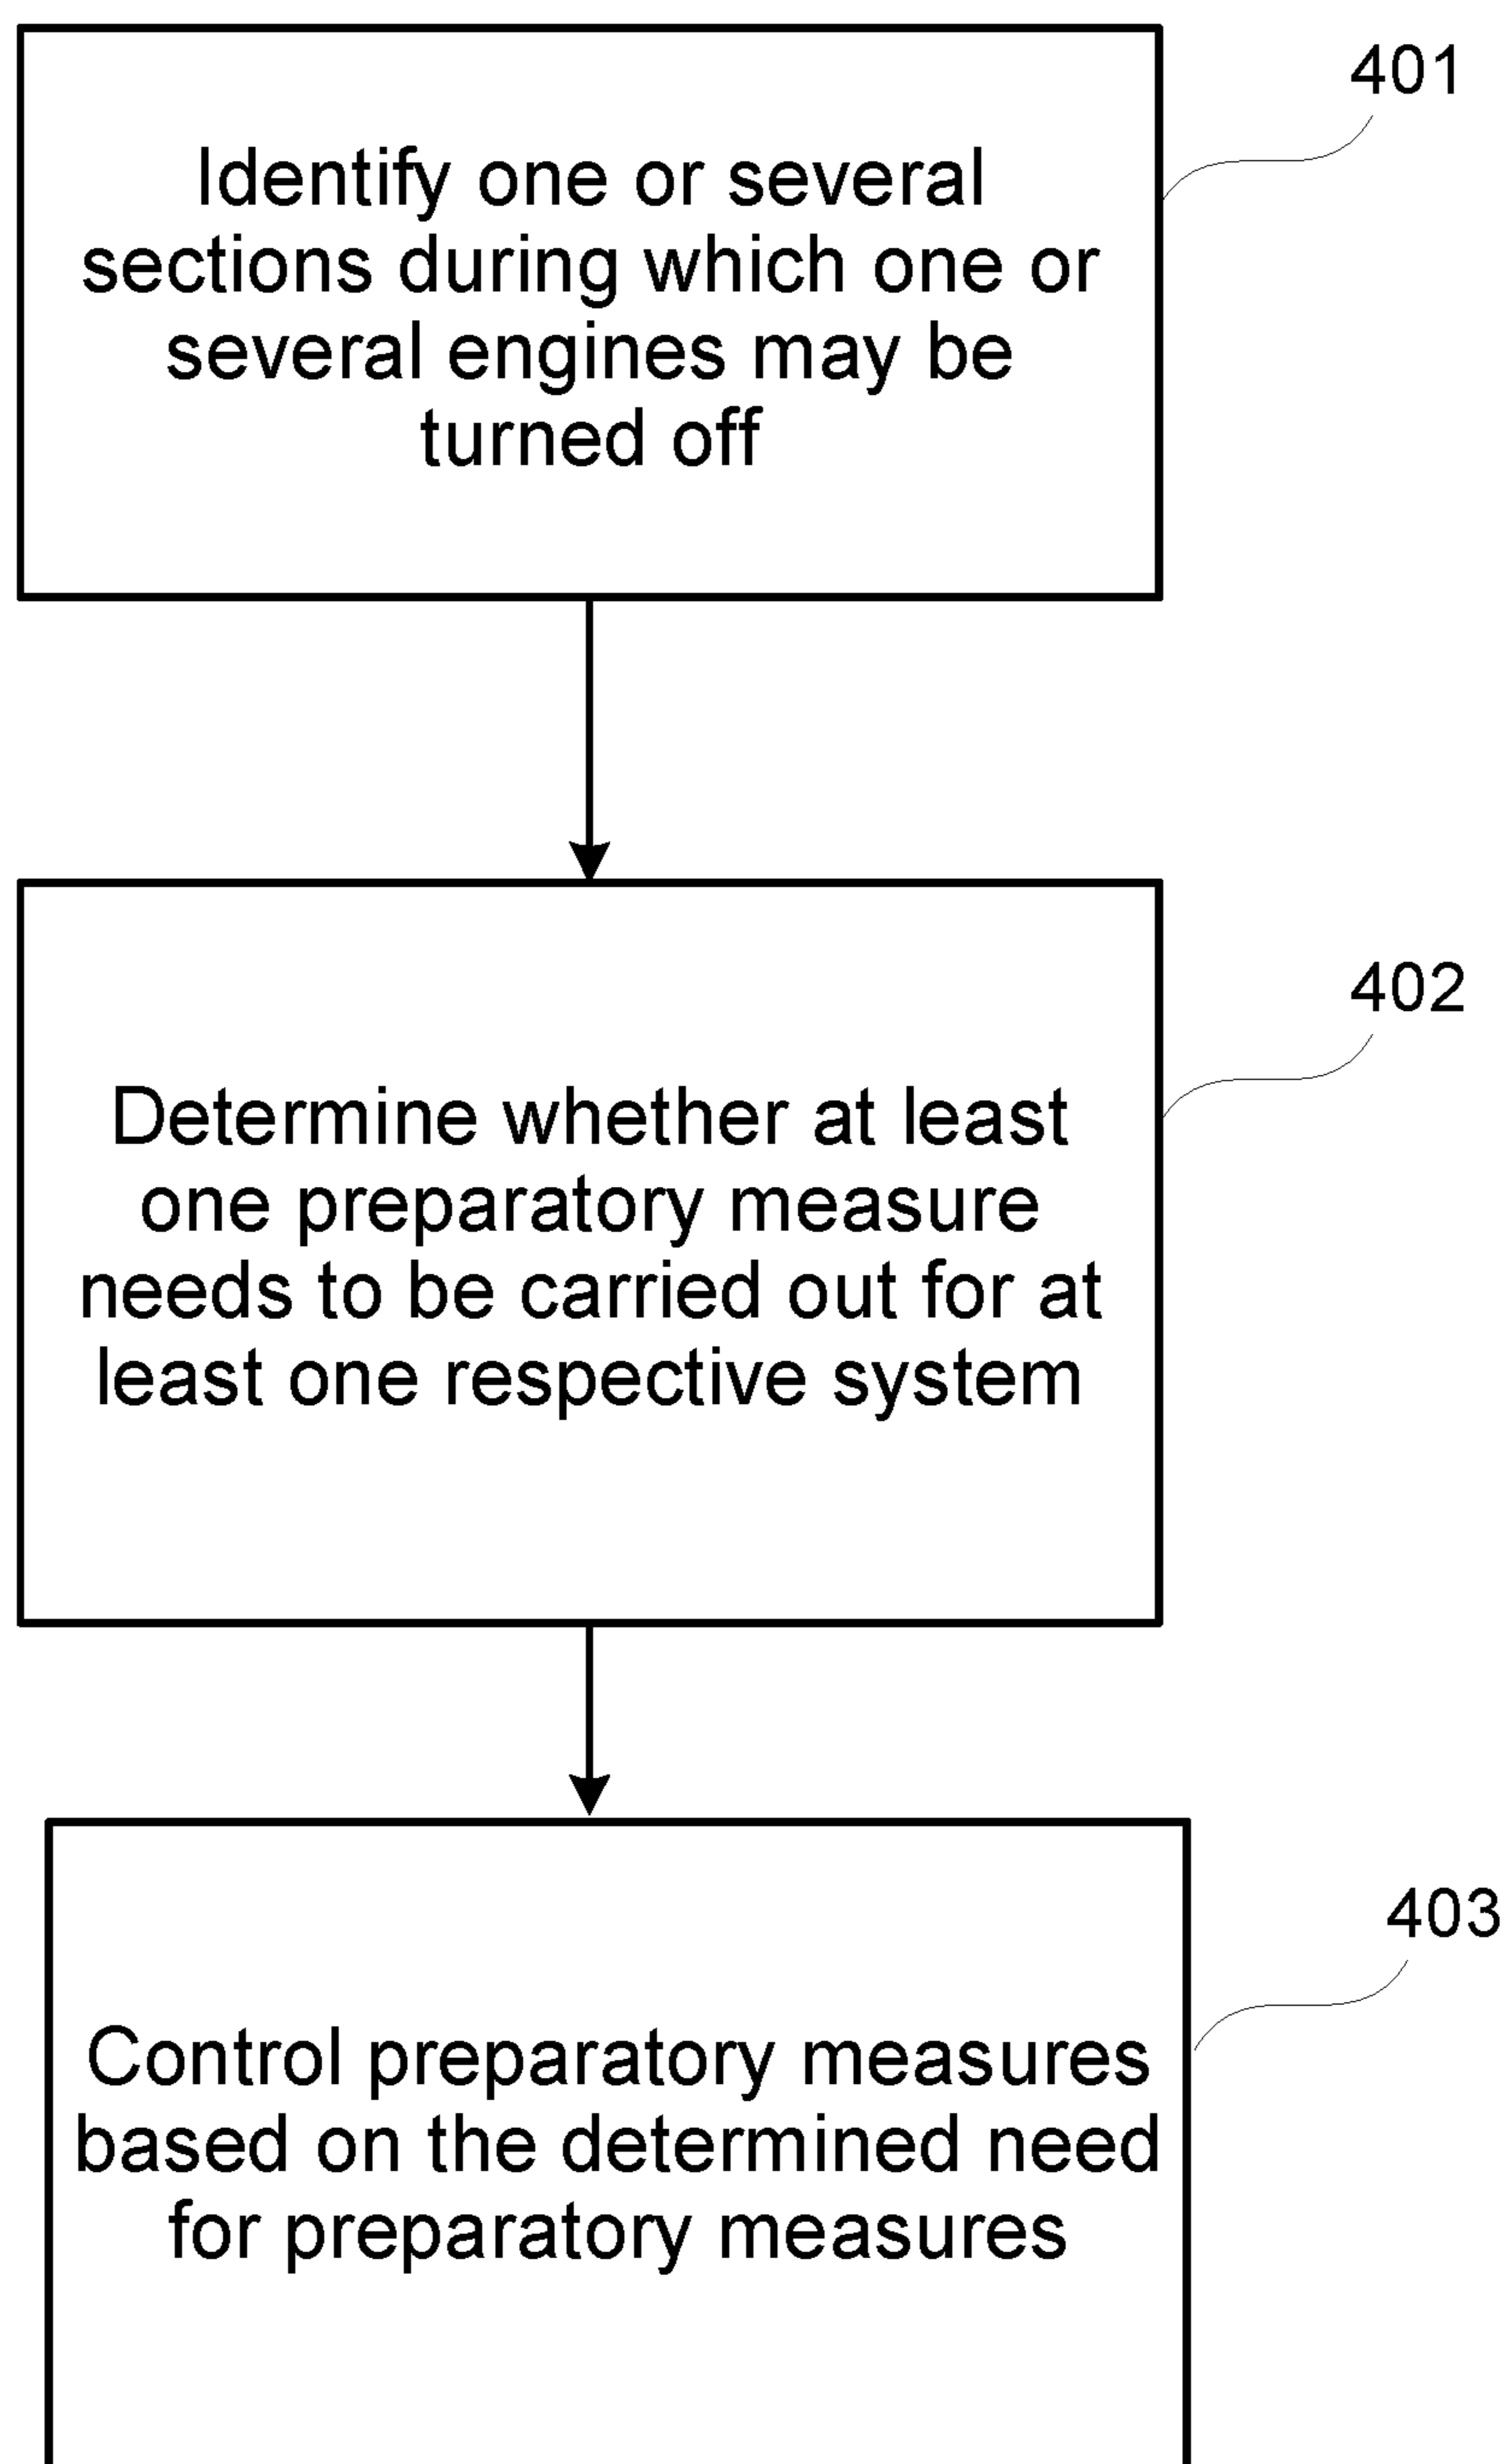 401
Identify one or several
sections during which one or
several engines may be
turned off
402
Determine whether at least
one preparatory measure
needs to be carried out for at
least one respective system
403
Control preparatory measures
based on the determined need
for preparatory measures